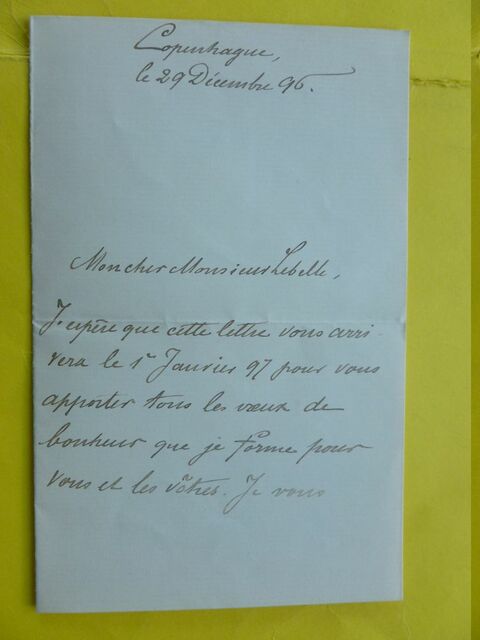 Copenhague,
le 29 Décembre 96.
Mon cher Monsieur Lebelle,
J'espère que cette lettre vous arri-
vera le 1r Janvier 97 pour vous
apporter tous les vœux de
bonheur que je forme pour
vous et les vôtres. Je vous